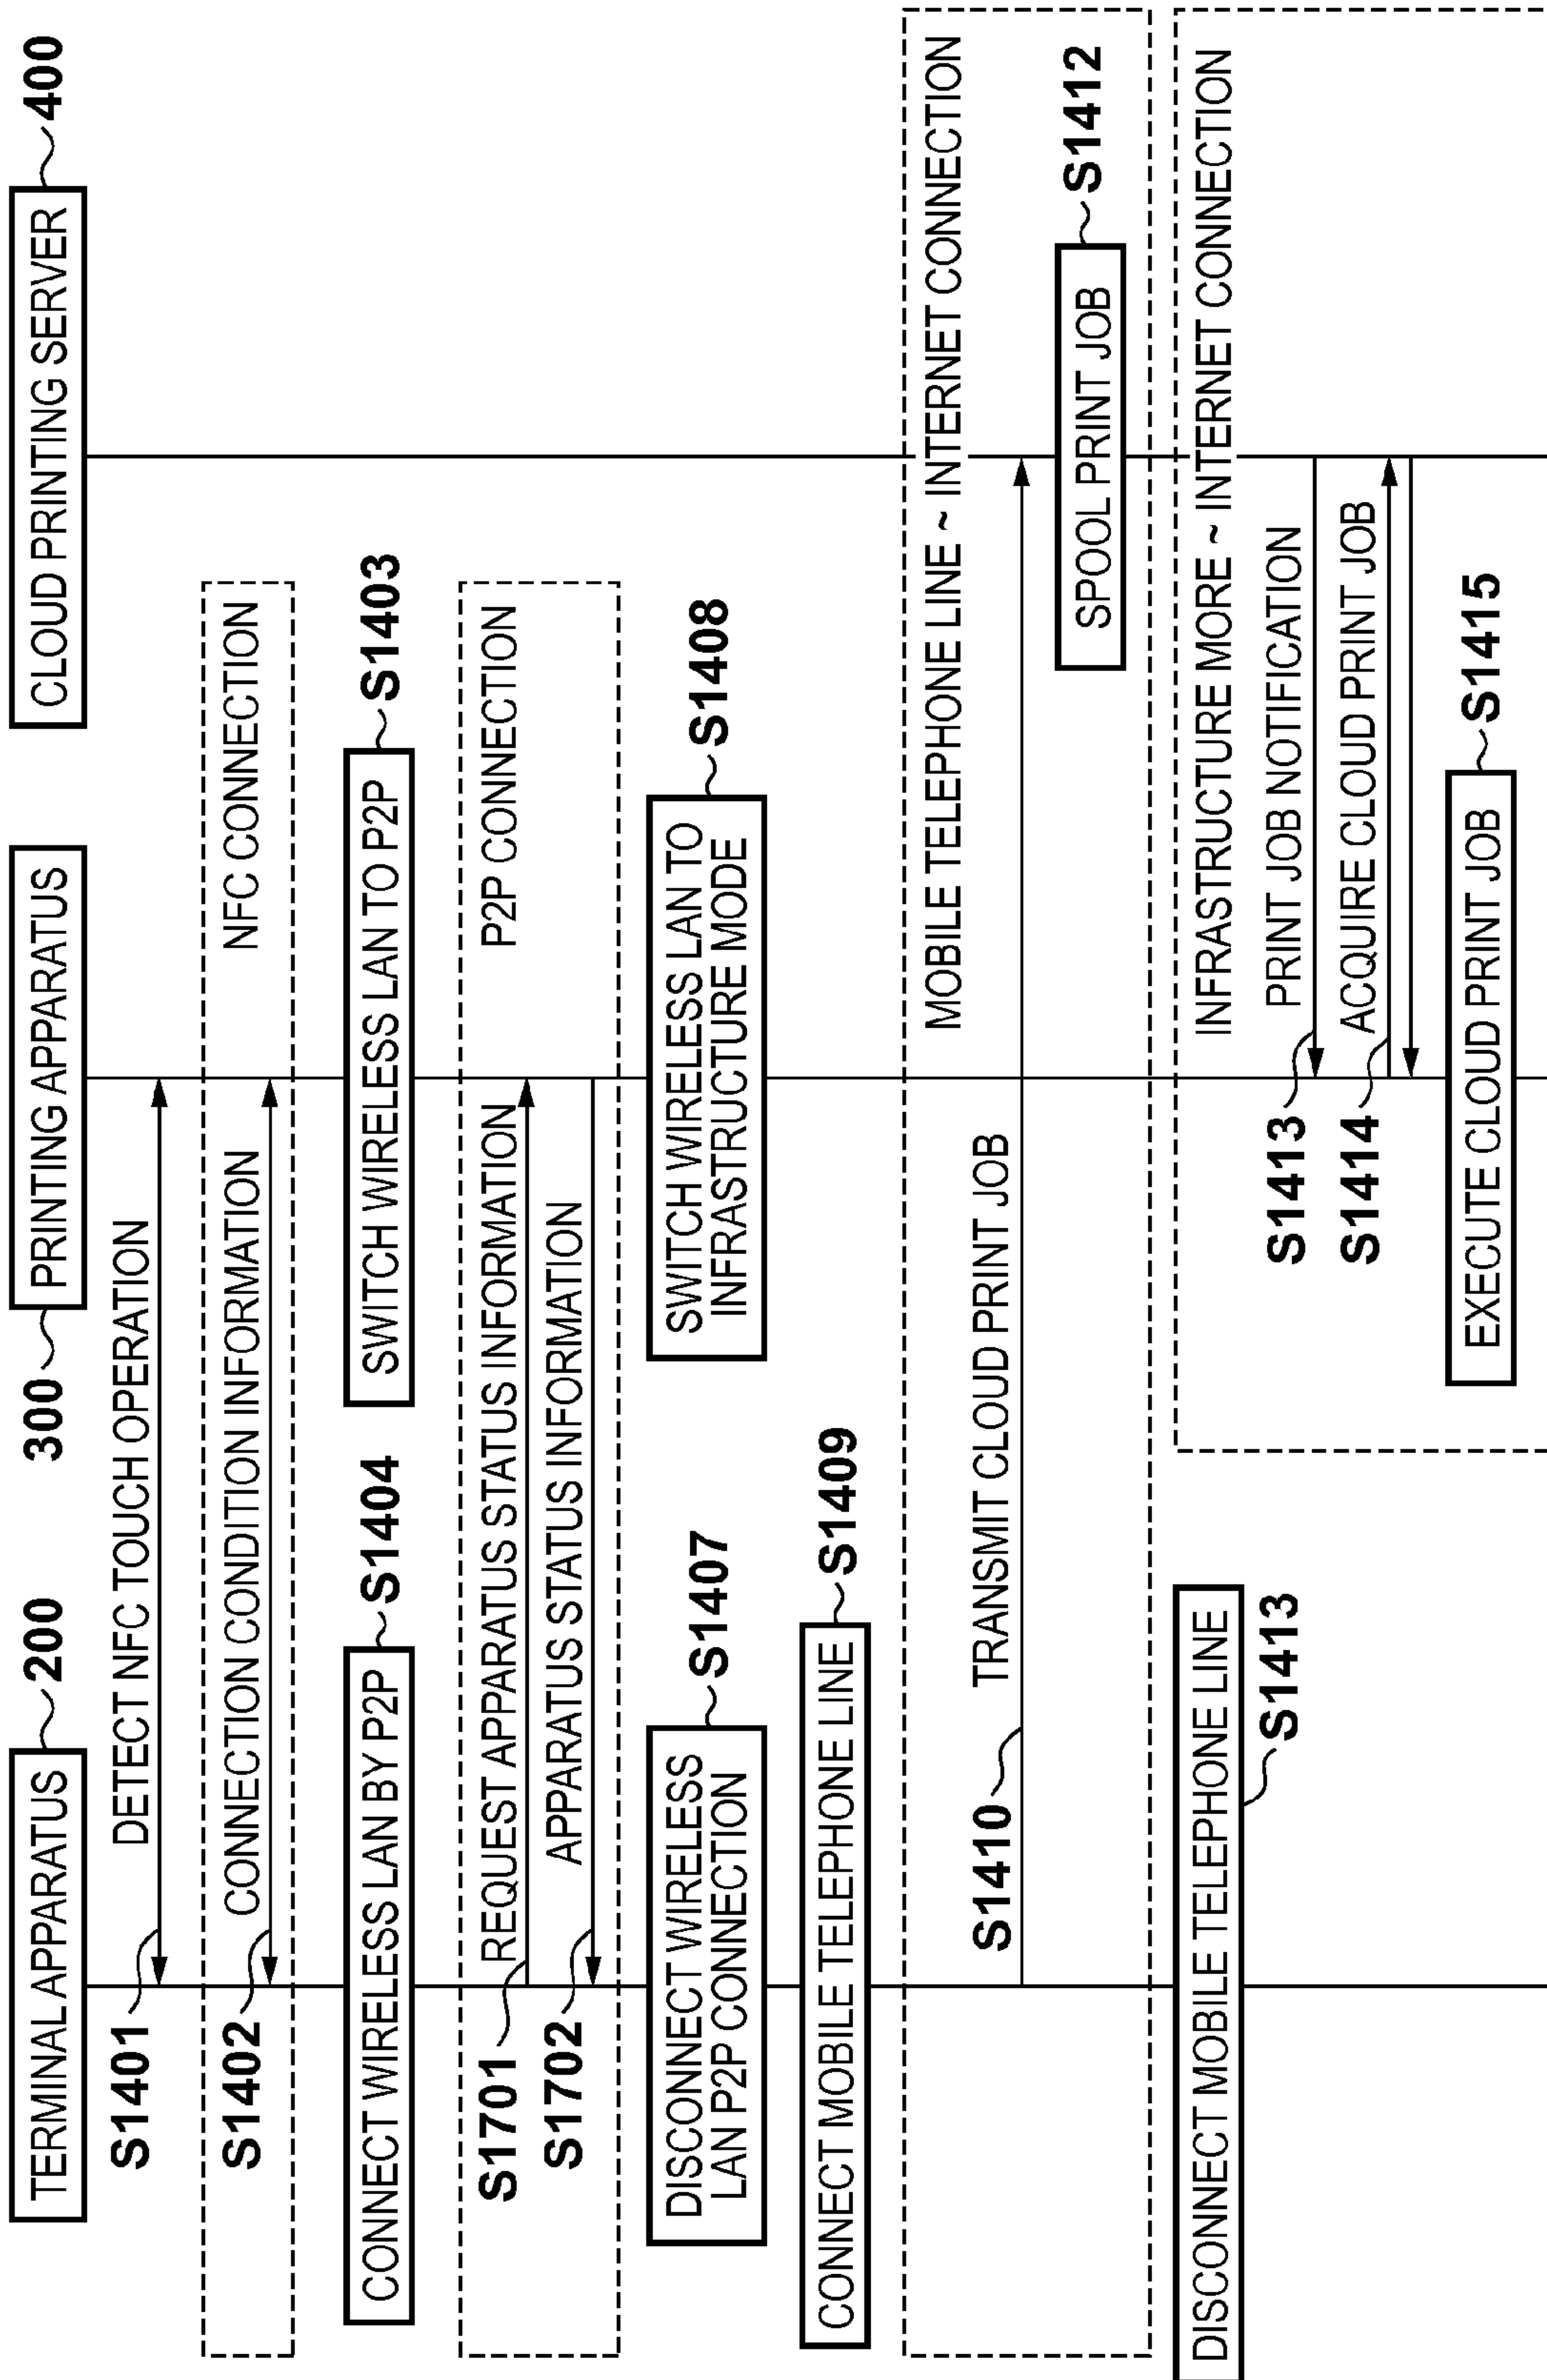 TERMINAL APPARATUS
200
300
PRINTING APPARATUS
CLOUD PRINTING SERVER
400
S1401
DETECT NFC TOUCH OPERATION
S1402
CONNECTION CONDITION INFORMATION
NFC CONNECTION
CONNECT WIRELESS LAN BY P2P
S1404
SWITCH WIRELESS LAN TO P2P
S1403
S1701
REQUEST APPARATUS STATUS INFORMATION
P2P CONNECTION
S1702
APPARATUS STATUS INFORMATION
DISCONNECT WIRELESS
LAN P2P CONNECTION
S1407
SWITCH WIRELESS LAN TO
INFRASTRUCTURE MODE
S1408
CONNECT MOBILE TELEPHONE LINE
S1409
MOBILE TELEPHONE LINE ~ INTERNET CONNECTION
S1410
TRANSMIT CLOUD PRINT JOB
SPOOL PRINT JOB
S1412
DISCONNECT MOBILE TELEPHONE LINE
S1413
INFRASTRUCTURE MORE ~ INTERNET CONNECTION
S1413
PRINT JOB NOTIFICATION
S1414
ACQUIRE CLOUD PRINT JOB
EXECUTE CLOUD PRINT JOB
S1415